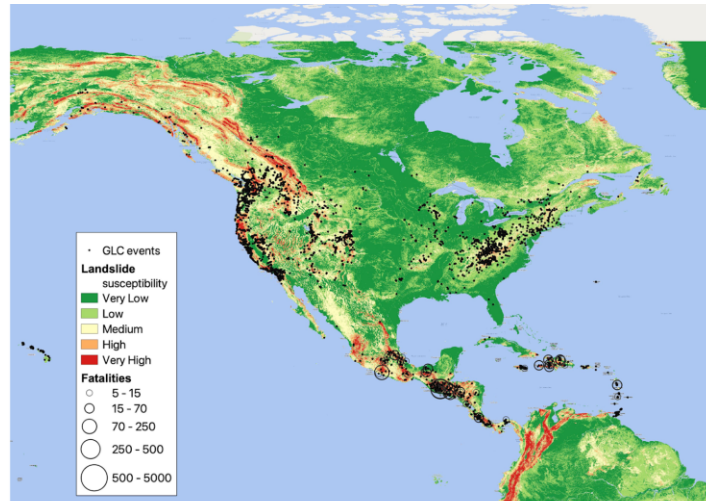 GLC events
Landslide
susceptibility
Very Low
Low
Medium
High
Very High
Fatalities
5 - 15
15 - 70
70 - 250
250 - 500
500 - 5000